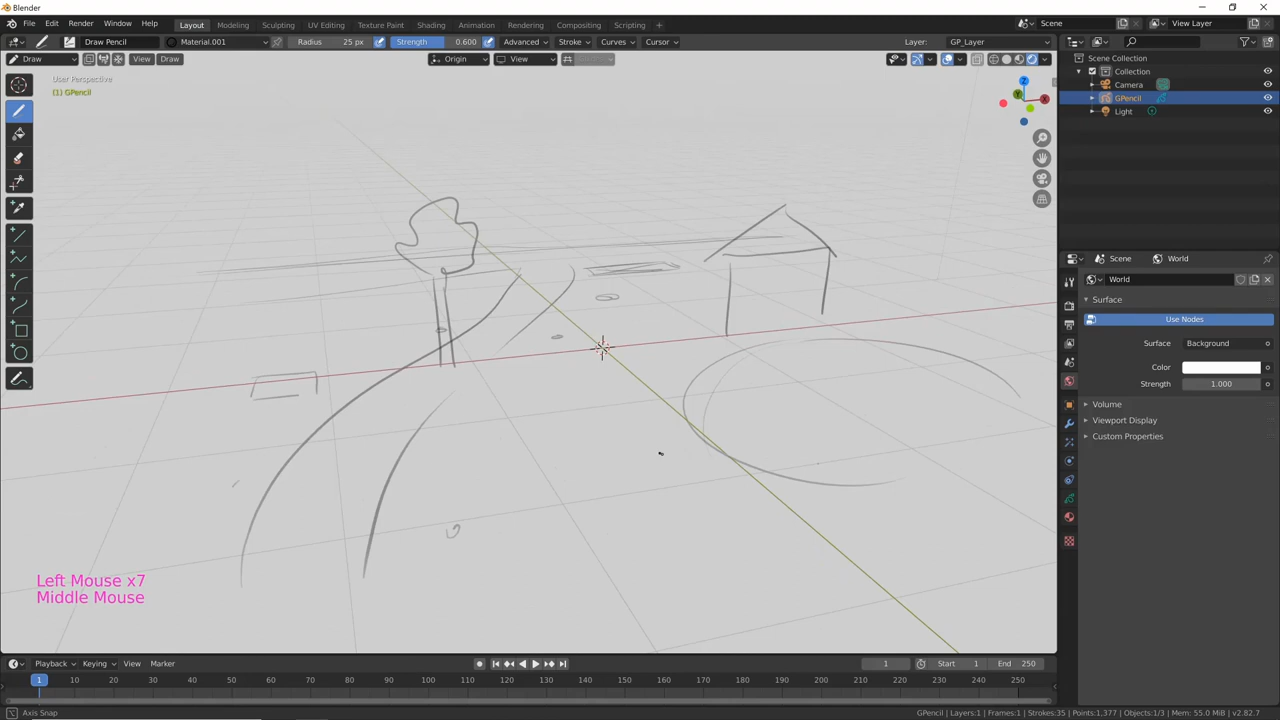 Blender
File Edit Render Window Help Layout Modeling Sculpting UV Editing Texture Paint Shading Animation Rendering Compositing Scripting + Scene View Layer
Draw Pencil Material.001 Radius 25 px Strength 0.600 Advanced Stroke Curves Cursor Layer: GP_Layer
Draw View Draw Origin View
Scene Collection
Collection
Camera
GPencil
Light
User Perspective
(1) GPencil
Z
Y
X
Scene World
World
Surface
Use Nodes
Surface Background
Color
Strength 1.000
Volume
Viewport Display
Custom Properties
Left Mouse x7
Middle Mouse
Playback Keying View Marker 1 Start 1 End 250
1 10 20 30 40 50 60 70 80 90 100 110 120 130 140 150 160 170 180 190 200 210 220 230 240 250
Axis Snap GPencil | Layers:1 | Frames:1 | Strokes:35 | Points:1,377 | Objects:1/3 | Mem: 55.0 MiB | v2.82.7